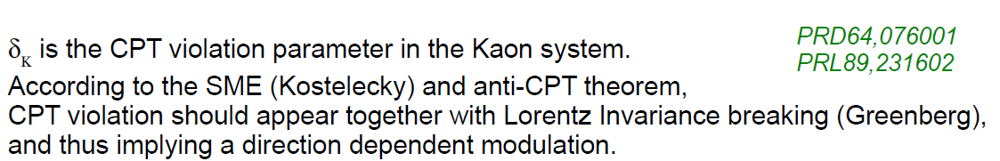 δK is the CPT violation parameter in the Kaon system.
PRD64,076001
PRL89,231602
According to the SME (Kostelecky) and anti-CPT theorem,
CPT violation should appear together with Lorentz Invariance breaking (Greenberg),
and thus implying a direction dependent modulation.